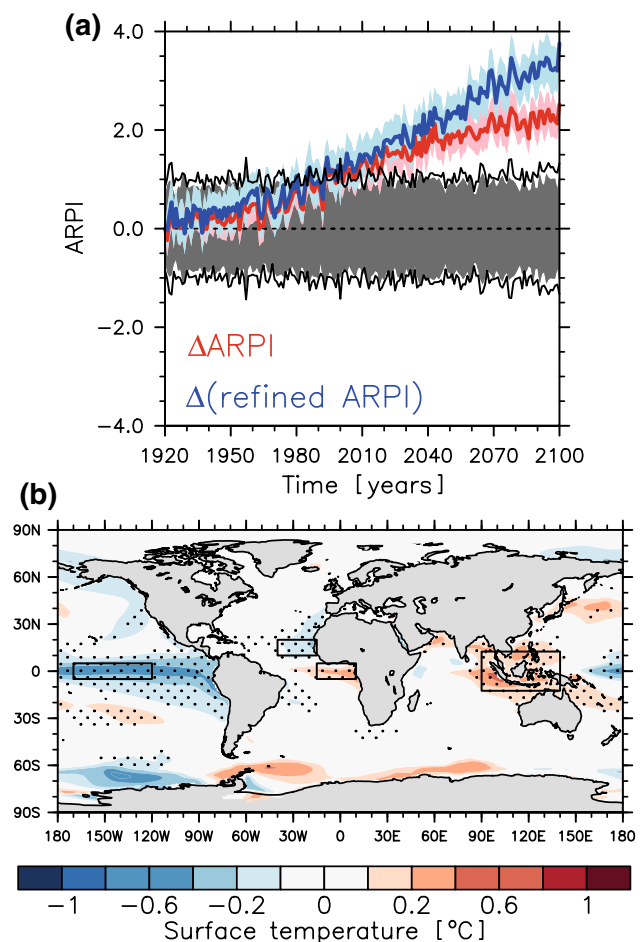 (a)
4.0
2.0
0.0
−2.0
−4.0
ARPI
ΔARPI
Δ(refined ARPI)
1920 1950 1980 2010 2040 2070 2100
Time [years]
(b)
90N
60N
30N
0
30S
60S
90S
180 150W 120W 90W 60W 30W 0 30E 60E 90E 120E 150E 180
−1 −0.6 −0.2 0 0.2 0.6 1
Surface temperature [°C]